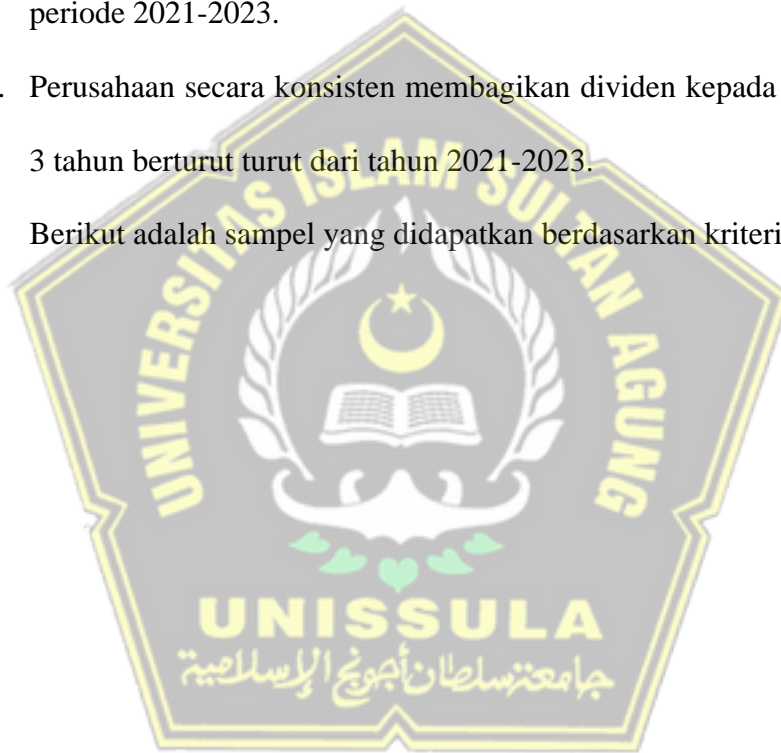 periode 2021-2023.
. Perusahaan secara konsisten membagikan dividen kepada
3 tahun berturut turut dari tahun 2021-2023.
Berikut adalah sampel yang didapatkan berdasarkan kriteri
UNIVERSITAS ISLAM SULTAN AGUNG
UNISSULA
جامعة سلطان أجونج الإسلامية